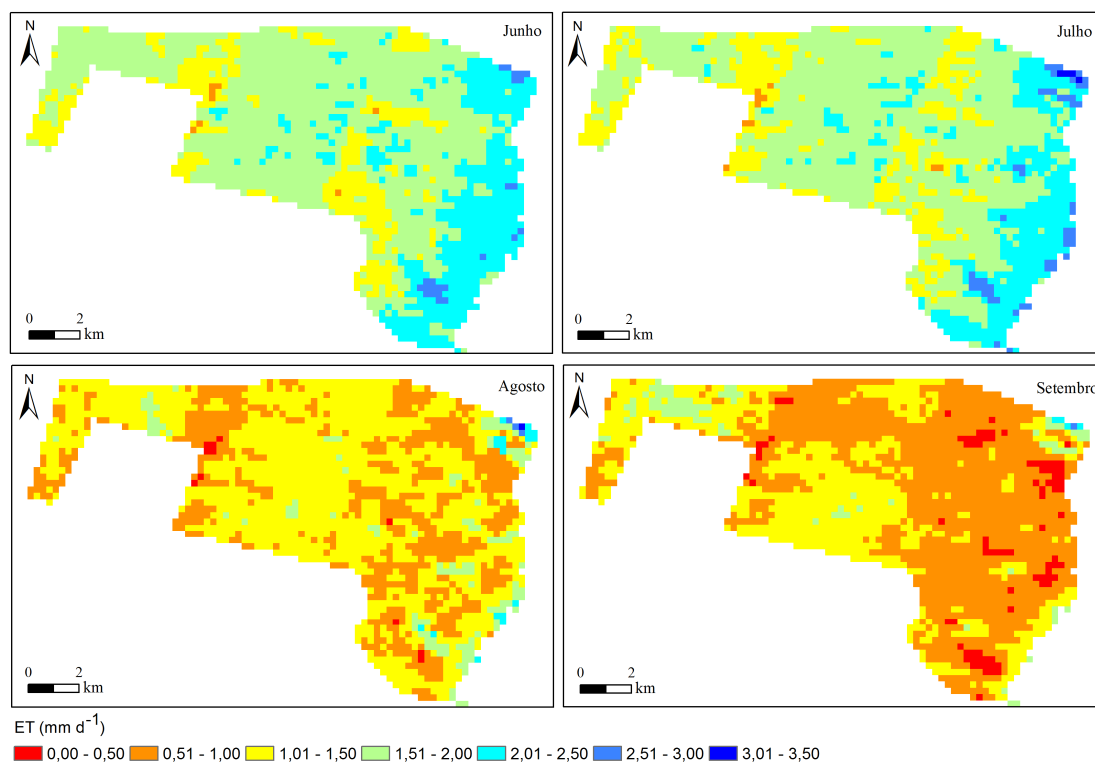 N
Junho
0 2
km
N
Julho
0 2
km
N
Agosto
0 2
km
N
Setembro
0 2
km
ET (mm d⁻¹)
0,00 - 0,50 0,51 - 1,00 1,01 - 1,50 1,51 - 2,00 2,01 - 2,50 2,51 - 3,00 3,01 - 3,50